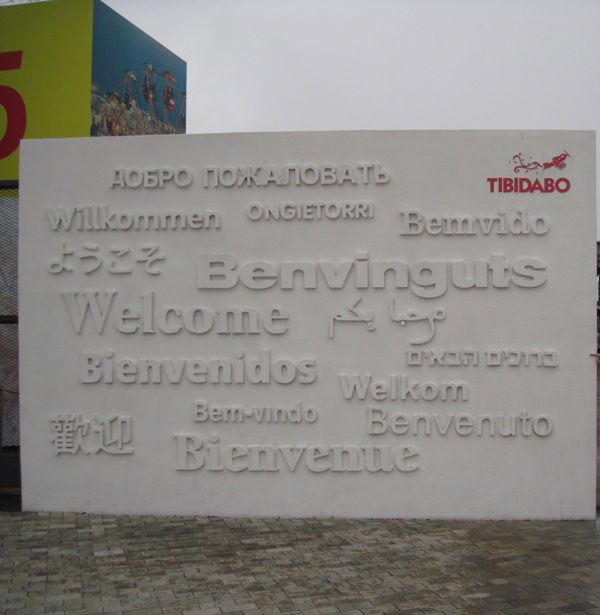 5
ДОБРО ПОЖАЛОВАТЬ
TIBIDABO
Willkommen
ONGIETORRI
Bemvido
ようこそ
Benvinguts
Welcome
مرحبا بكم
Bienvenidos
ברוכים הבאים
Welkom
Bem-vindo
Benvenuto
歡迎
Bienvenue